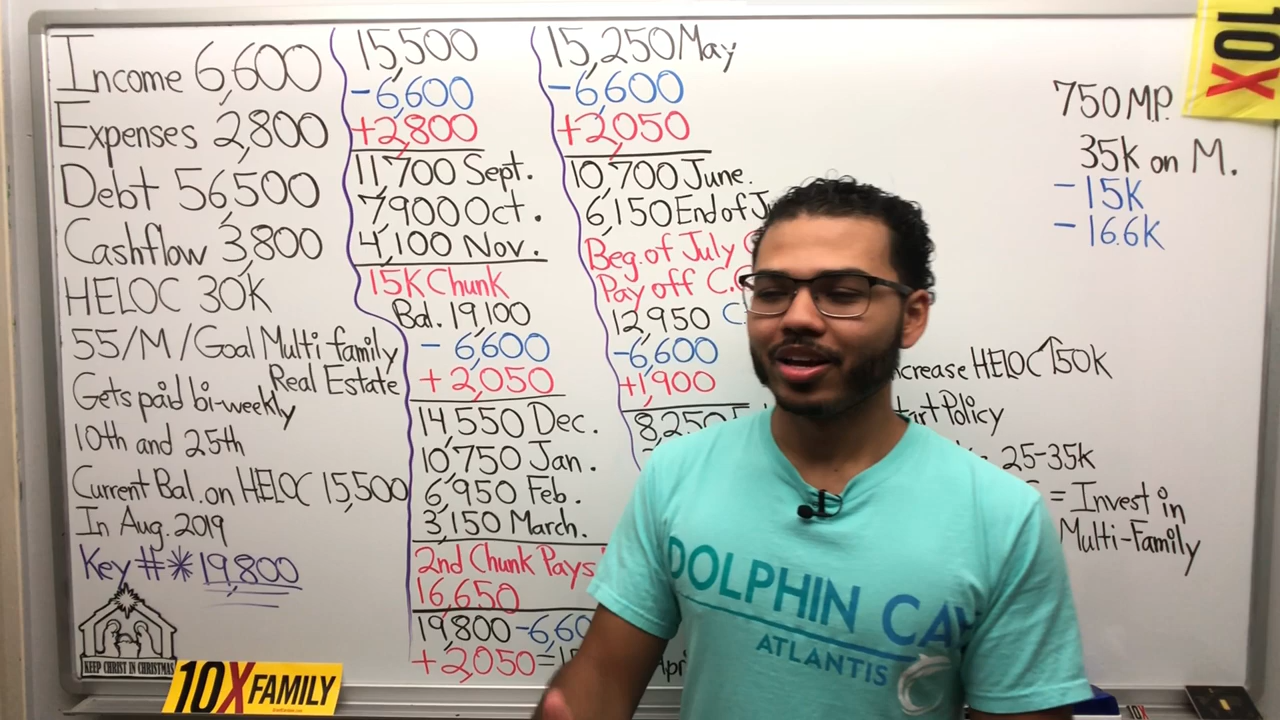 Income 6,600
Expenses 2,800
Debt 56,500
Cashflow 3,800
HELOC 30K
55/M/Goal Multi family
Real Estate
Gets paid bi-weekly
10th and 25th
Current Bal. on HELOC 15,500
In Aug. 2019
Key #* 19,800
KEEP CHRIST IN CHRISTMAS
10X FAMILY
15,500
-6,600
+2,800
11,700 Sept.
7,900 Oct.
4,100 Nov.
15K Chunk
Bal. 19,100
- 6,600
+ 2,050
14,550 Dec.
10,750 Jan.
6,950 Feb.
3,150 March.
2nd Chunk Pays
16,650
19,800 -6,60
+2,050 =
15,250 May
-6,600
+2,050
10,700 June.
6,150 End of J
Beg. of July
Pay off C.
12,950
-6,600
+1,900
8,250
750 M.P.
35k on M.
- 15K
- 16.6k
HELOC 150K
Policy
25-35k
= Invest in
Multi-Family
10X
DOLPHIN CAY
ATLANTIS
10X